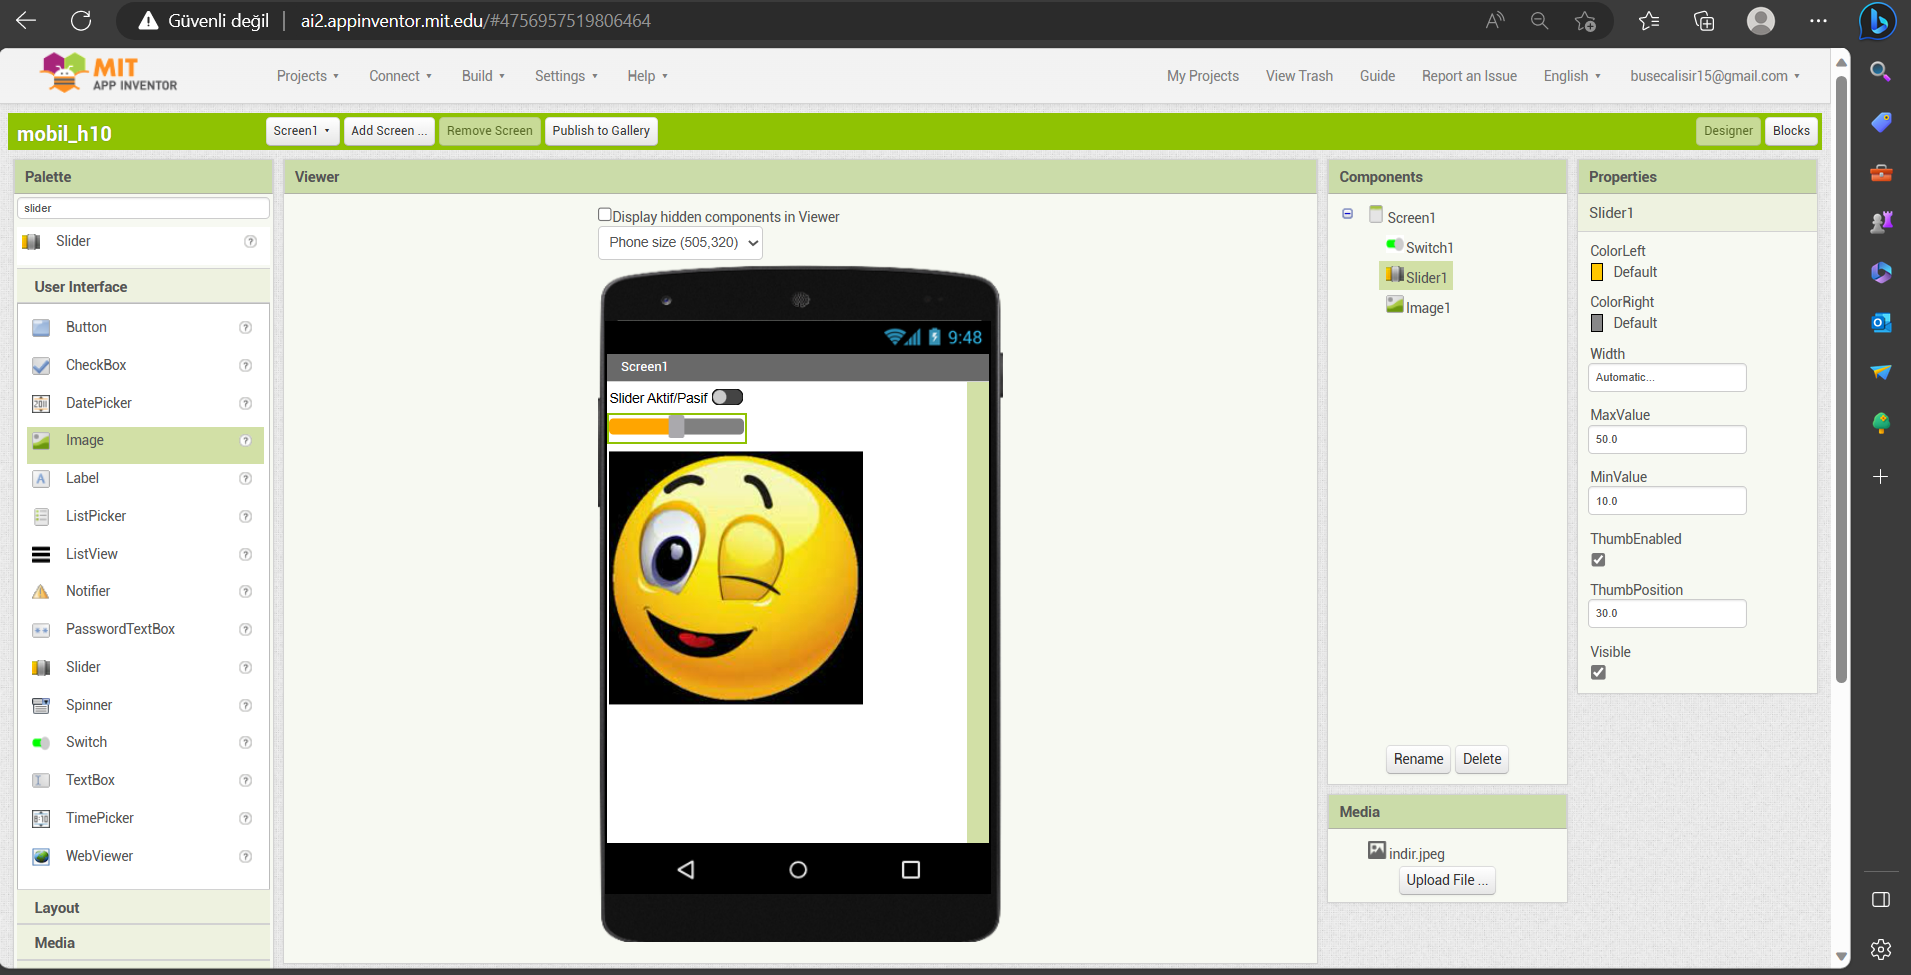 Güvenli değil
ai2.appinventor.mit.edu/#4756957519806464
MIT
APP INVENTOR
Projects
Connect
Build
Settings
Help
My Projects
View Trash
Guide
Report an Issue
English
busecalisir15@gmail.com
mobil_h10
Screen1
Add Screen ...
Remove Screen
Publish to Gallery
Designer
Blocks
Palette
slider
Slider
User Interface
Button
CheckBox
DatePicker
Image
Label
ListPicker
ListView
Notifier
PasswordTextBox
Slider
Spinner
Switch
TextBox
TimePicker
WebViewer
Layout
Media
Viewer
Display hidden components in Viewer
Phone size (505,320)
9:48
Screen1
Slider Aktif/Pasif
Components
Screen1
Switch1
Slider1
Image1
Rename
Delete
Media
indir.jpeg
Upload File ...
Properties
Slider1
ColorLeft
Default
ColorRight
Default
Width
Automatic...
MaxValue
50.0
MinValue
10.0
ThumbEnabled
ThumbPosition
30.0
Visible